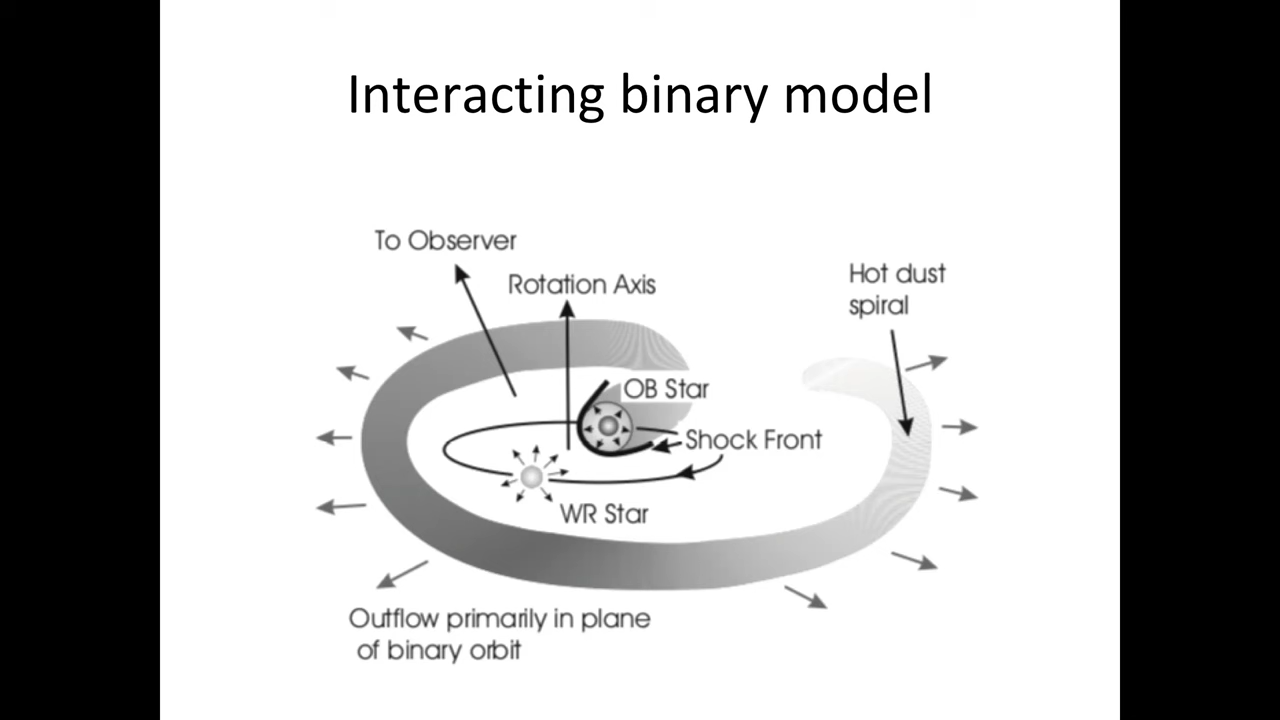 Interacting binary model
To Observer
Rotation Axis
Hot dust
spiral
OB Star
Shock Front
WR Star
Outflow primarily in plane
of binary orbit